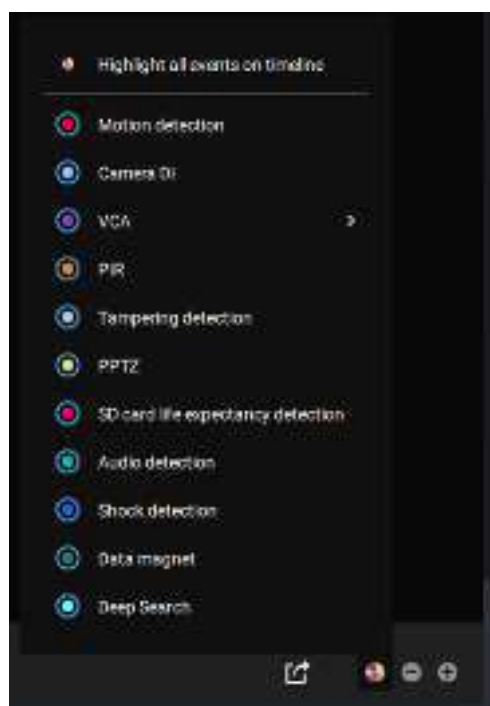 Highlight all events on timeline
Motion detection
Camera DI
VCA
PIR
Tampering detection
PPTZ
SD card life expectancy detection
Audio detection
Shock detection
Data magnet
Deep Search